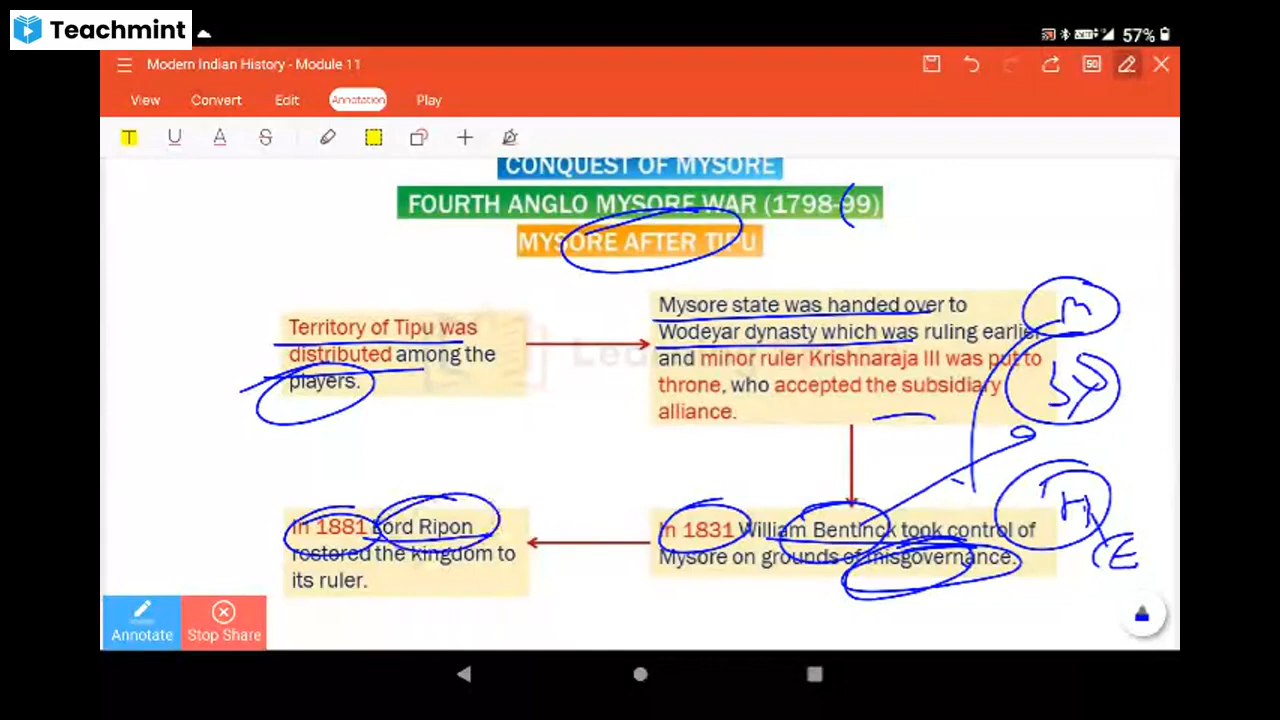 Teachmint
57%
Modern Indian History - Module 11
50
View Convert Edit Annotation Play
T U A S
CONQUEST OF MYSORE
FOURTH ANGLO MYSORE WAR (1798-99)
MYSORE AFTER TIPU
Territory of Tipu was
distributed among the
players.
Mysore state was handed over to
Wodeyar dynasty which was ruling earlier
and minor ruler Krishnaraja III was put to
throne, who accepted the subsidiary
alliance.
In 1831 William Bentinck took control of
Mysore on grounds of misgovernance.
In 1881 Lord Ripon
restored the kingdom to
its ruler.
Annotate
Stop Share